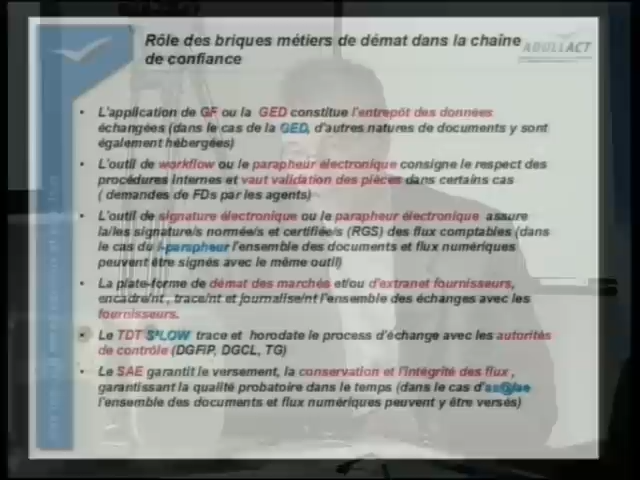 Rôle des briques métiers de démat dans la chaîne
de confiance
ADULLACT
• L'application de GF ou la GED constitue l'entrepôt des données
échangées (dans le cas de la GED, d'autres natures de documents y sont
également hébergées)
• L'outil de workflow ou le parapheur électronique consigne le respect des
procédures internes et vaut validation des pièces dans certains cas
( demandes de FDs par les agents)
• L'outil de signature électronique ou le parapheur électronique assure
la/les signature/s normée/s et certifiée/s (RGS) des flux comptables (dans
le cas du i-parapheur l'ensemble des documents et flux numériques
peuvent être signés avec le même outil)
• La plate-forme de démat des marchés et/ou d'extranet fournisseurs,
encadre/nt , trace/nt et journalise/nt l'ensemble des échanges avec les
fournisseurs.
• Le TDT S²LOW trace et horodate le process d'échange avec les autorités
de contrôle (DGFIP, DGCL, TG)
• Le SAE garantit le versement, la conservation et l'intégrité des flux ,
garantissant la qualité probatoire dans le temps (dans le cas d'as@lae
l'ensemble des documents et flux numériques peuvent y être versés)